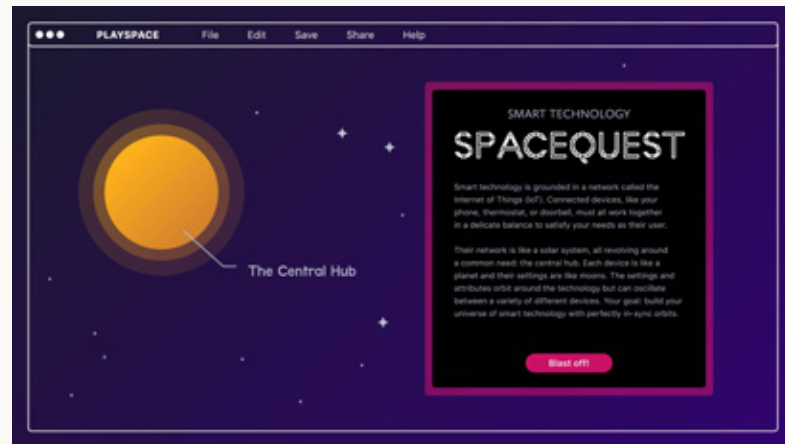 PLAYSPACE File Edit Save Share Help
The Central Hub
SMART TECHNOLOGY
SPACEQUEST
Smart technology is grounded in a network called the
Internet of Things (IoT). Connected devices, like your
phone, thermostat, or doorbell, must all work together
in a delicate balance to satisfy your needs as their user.
Their network is like a solar system, all revolving around
a common need: the central hub. Each device is like a
planet and their settings are like moons. The settings and
attributes orbit around the technology but can oscillate
between a variety of different devices. Your goal: build your
universe of smart technology with perfectly in-sync orbits.
Blast off!